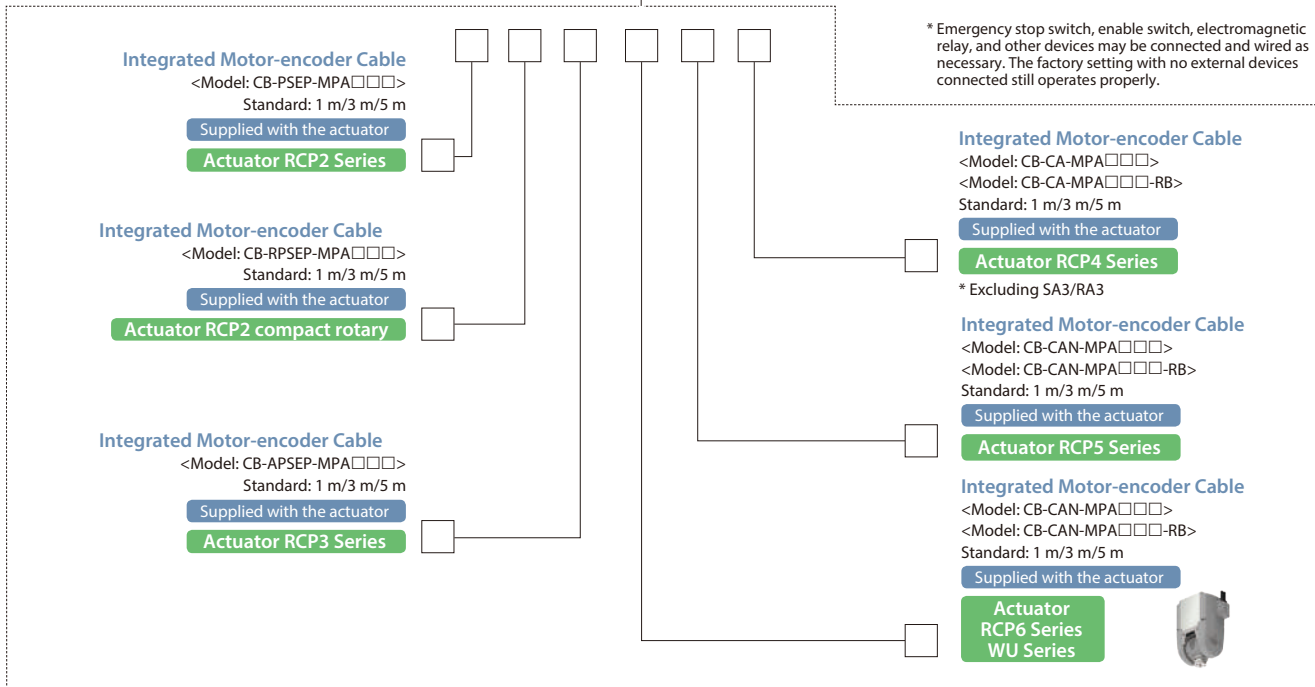 * Emergency stop switch, enable switch, electromagnetic
relay, and other devices may be connected and wired as
necessary. The factory setting with no external devices
connected still operates properly.
Integrated Motor-encoder Cable
<Model: CB-PSEP-MPA□□□>
Standard: 1 m/3 m/5 m
Supplied with the actuator
Actuator RCP2 Series
Integrated Motor-encoder Cable
<Model: CB-RPSEP-MPA□□□>
Standard: 1 m/3 m/5 m
Supplied with the actuator
Actuator RCP2 compact rotary
Integrated Motor-encoder Cable
<Model: CB-APSEP-MPA□□□>
Standard: 1 m/3 m/5 m
Supplied with the actuator
Actuator RCP3 Series
Integrated Motor-encoder Cable
<Model: CB-CA-MPA□□□>
<Model: CB-CA-MPA□□□-RB>
Standard: 1 m/3 m/5 m
Supplied with the actuator
Actuator RCP4 Series
* Excluding SA3/RA3
Integrated Motor-encoder Cable
<Model: CB-CAN-MPA□□□>
<Model: CB-CAN-MPA□□□-RB>
Standard: 1 m/3 m/5 m
Supplied with the actuator
Actuator RCP5 Series
Integrated Motor-encoder Cable
<Model: CB-CAN-MPA□□□>
<Model: CB-CAN-MPA□□□-RB>
Standard: 1 m/3 m/5 m
Supplied with the actuator
Actuator
RCP6 Series
WU Series